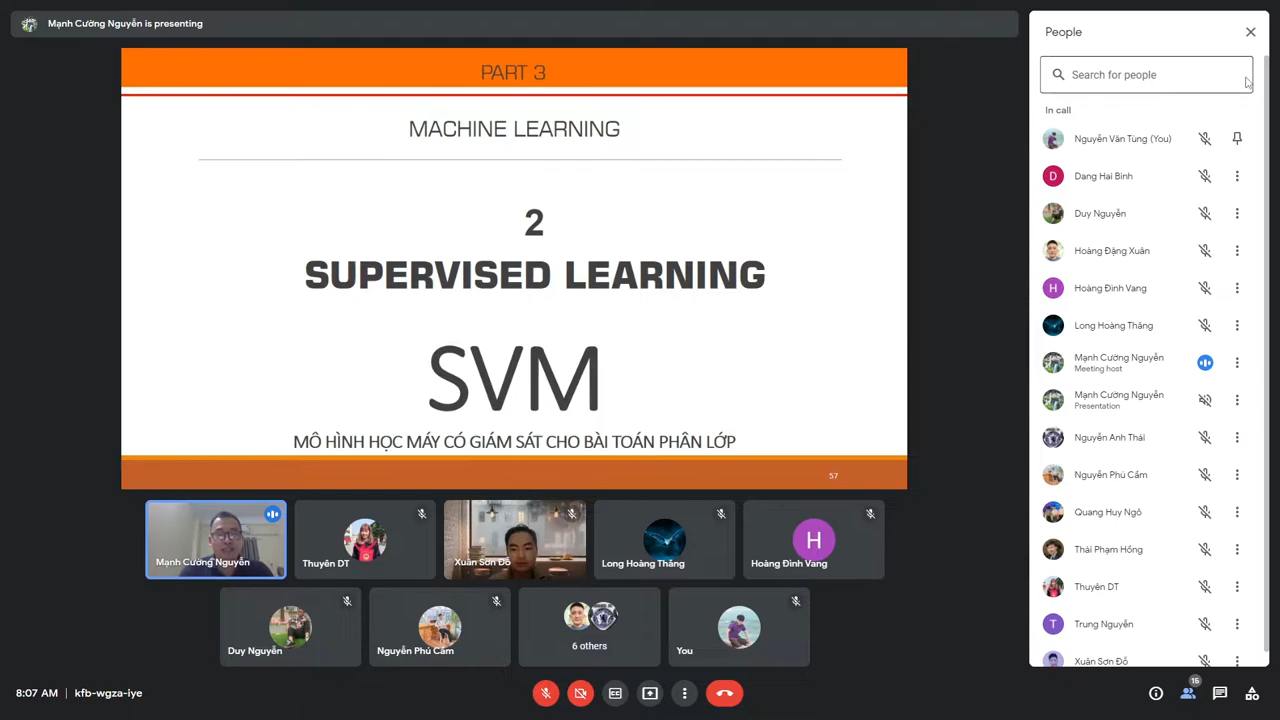 Mạnh Cường Nguyễn is presenting
PART 3
MACHINE LEARNING
2
SUPERVISED LEARNING
SVM
MÔ HÌNH HỌC MÁY CÓ GIÁM SÁT CHO BÀI TOÁN PHÂN LỚP
57
Mạnh Cường Nguyễn
Thuyên DT
Xuân Sơn Đỗ
Long Hoàng Thăng
H
Hoàng Đình Vang
Duy Nguyễn
Nguyễn Phú Cầm
6 others
You
8:07 AM
kfb-wgza-iye
People
Search for people
In call
Nguyễn Văn Tùng (You)
D
Dang Hai Binh
Duy Nguyễn
Hoàng Đặng Xuân
H
Hoàng Đình Vang
Long Hoàng Thăng
Mạnh Cường Nguyễn
Meeting host
Mạnh Cường Nguyễn
Presentation
Nguyễn Anh Thái
Nguyễn Phú Cầm
Quang Huy Ngô
Thái Phạm Hồng
Thuyên DT
T
Trung Nguyễn
Xuân Sơn Đỗ
15